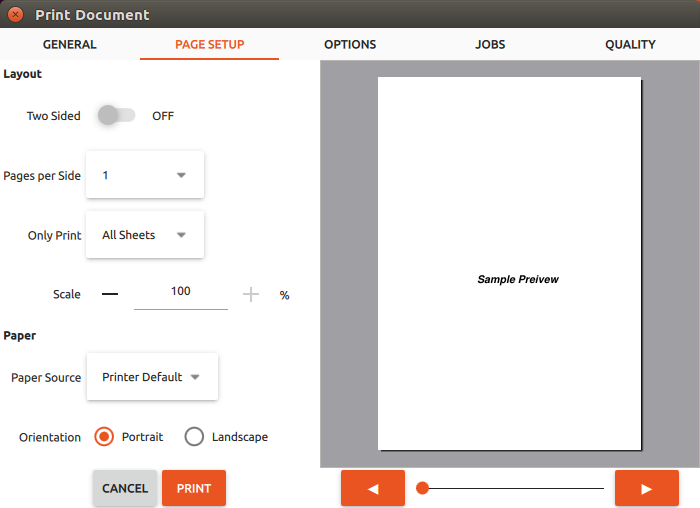 Print Document
GENERAL PAGE SETUP OPTIONS JOBS QUALITY
Layout
Two Sided OFF
Pages per Side 1
Only Print All Sheets
Scale 100 %
Paper
Paper Source Printer Default
Orientation Portrait Landscape
CANCEL PRINT
Sample Preivew